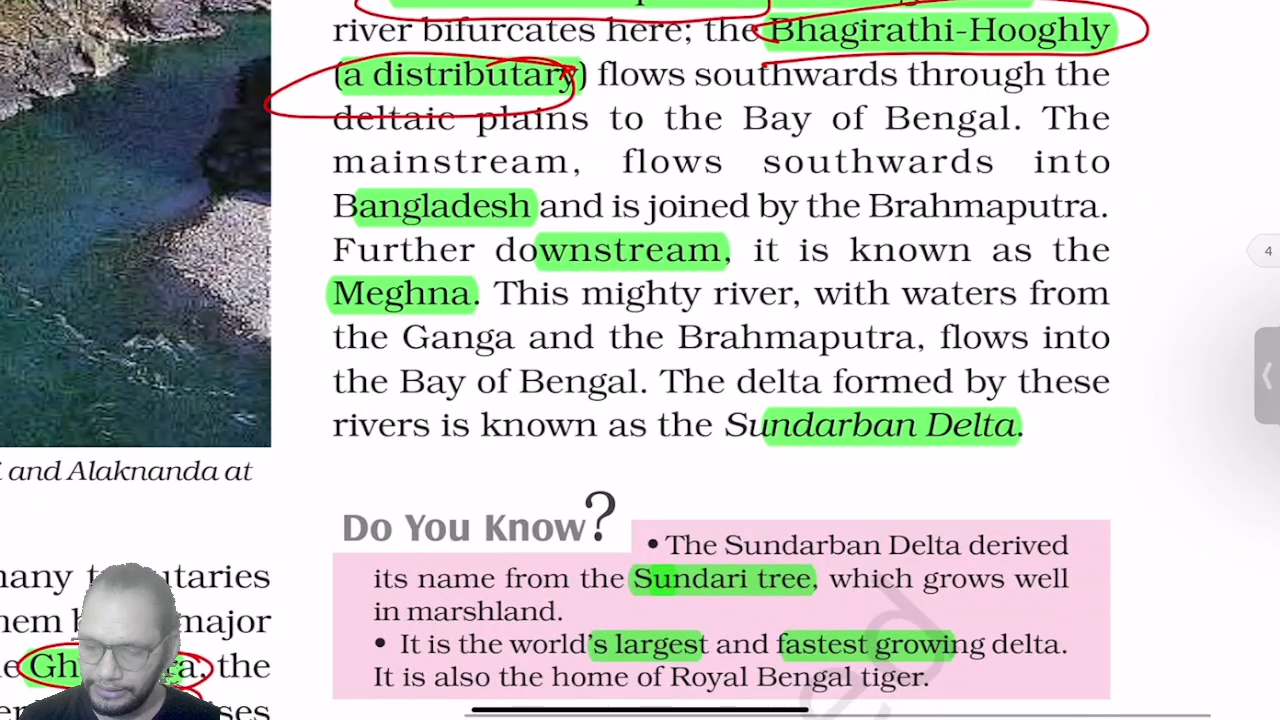 river bifurcates here; the Bhagirathi-Hooghly
(a distributary) flows southwards through the
deltaic plains to the Bay of Bengal. The
mainstream, flows southwards into
Bangladesh and is joined by the Brahmaputra.
Further downstream, it is known as the
Meghna. This mighty river, with waters from
the Ganga and the Brahmaputra, flows into
the Bay of Bengal. The delta formed by these
rivers is known as the Sundarban Delta.
and Alaknanda at
Do You Know?
• The Sundarban Delta derived
its name from the Sundari tree, which grows well
in marshland.
• It is the world's largest and fastest growing delta.
It is also the home of Royal Bengal tiger.
major
the
4